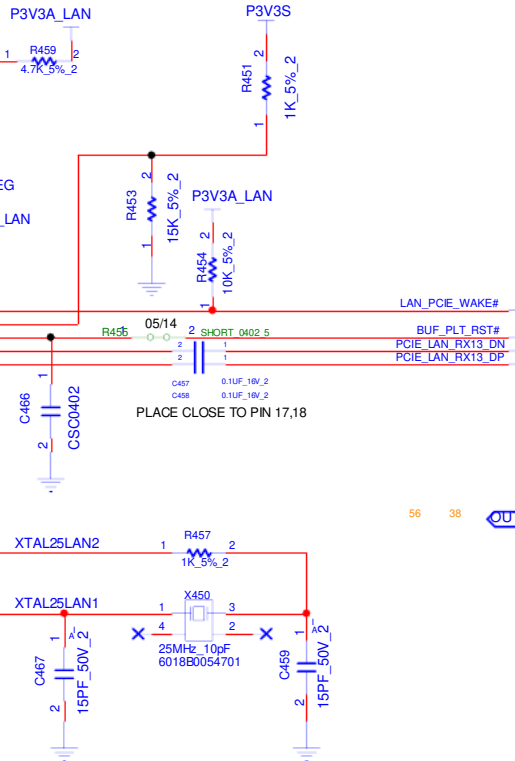 P3V3A_LAN
P3V3S
1
R459
2
4.7K_5%_2
2
R451
1K_5%_2
1
EG
_LAN
2
R453
15K_5%_2
1
P3V3A_LAN
2
R454
10K_5%_2
1
LAN_PCIE_WAKE#
05/14
R455
1
2
SHORT_0402_5
BUF_PLT_RST#
2
1
PCIE_LAN_RX13_DN
2
1
PCIE_LAN_RX13_DP
C457
0.1UF_16V_2
C458
0.1UF_16V_2
PLACE CLOSE TO PIN 17,18
1
C466
CSC0402
2
56
38
OU
XTAL25LAN2
1
R457
2
1K_5%_2
XTAL25LAN1
1
X450
3
4
2
25MHz_10pF
6018B0054701
1
C467
15PF_50V_2
2
1
C459
15PF_50V_2
2